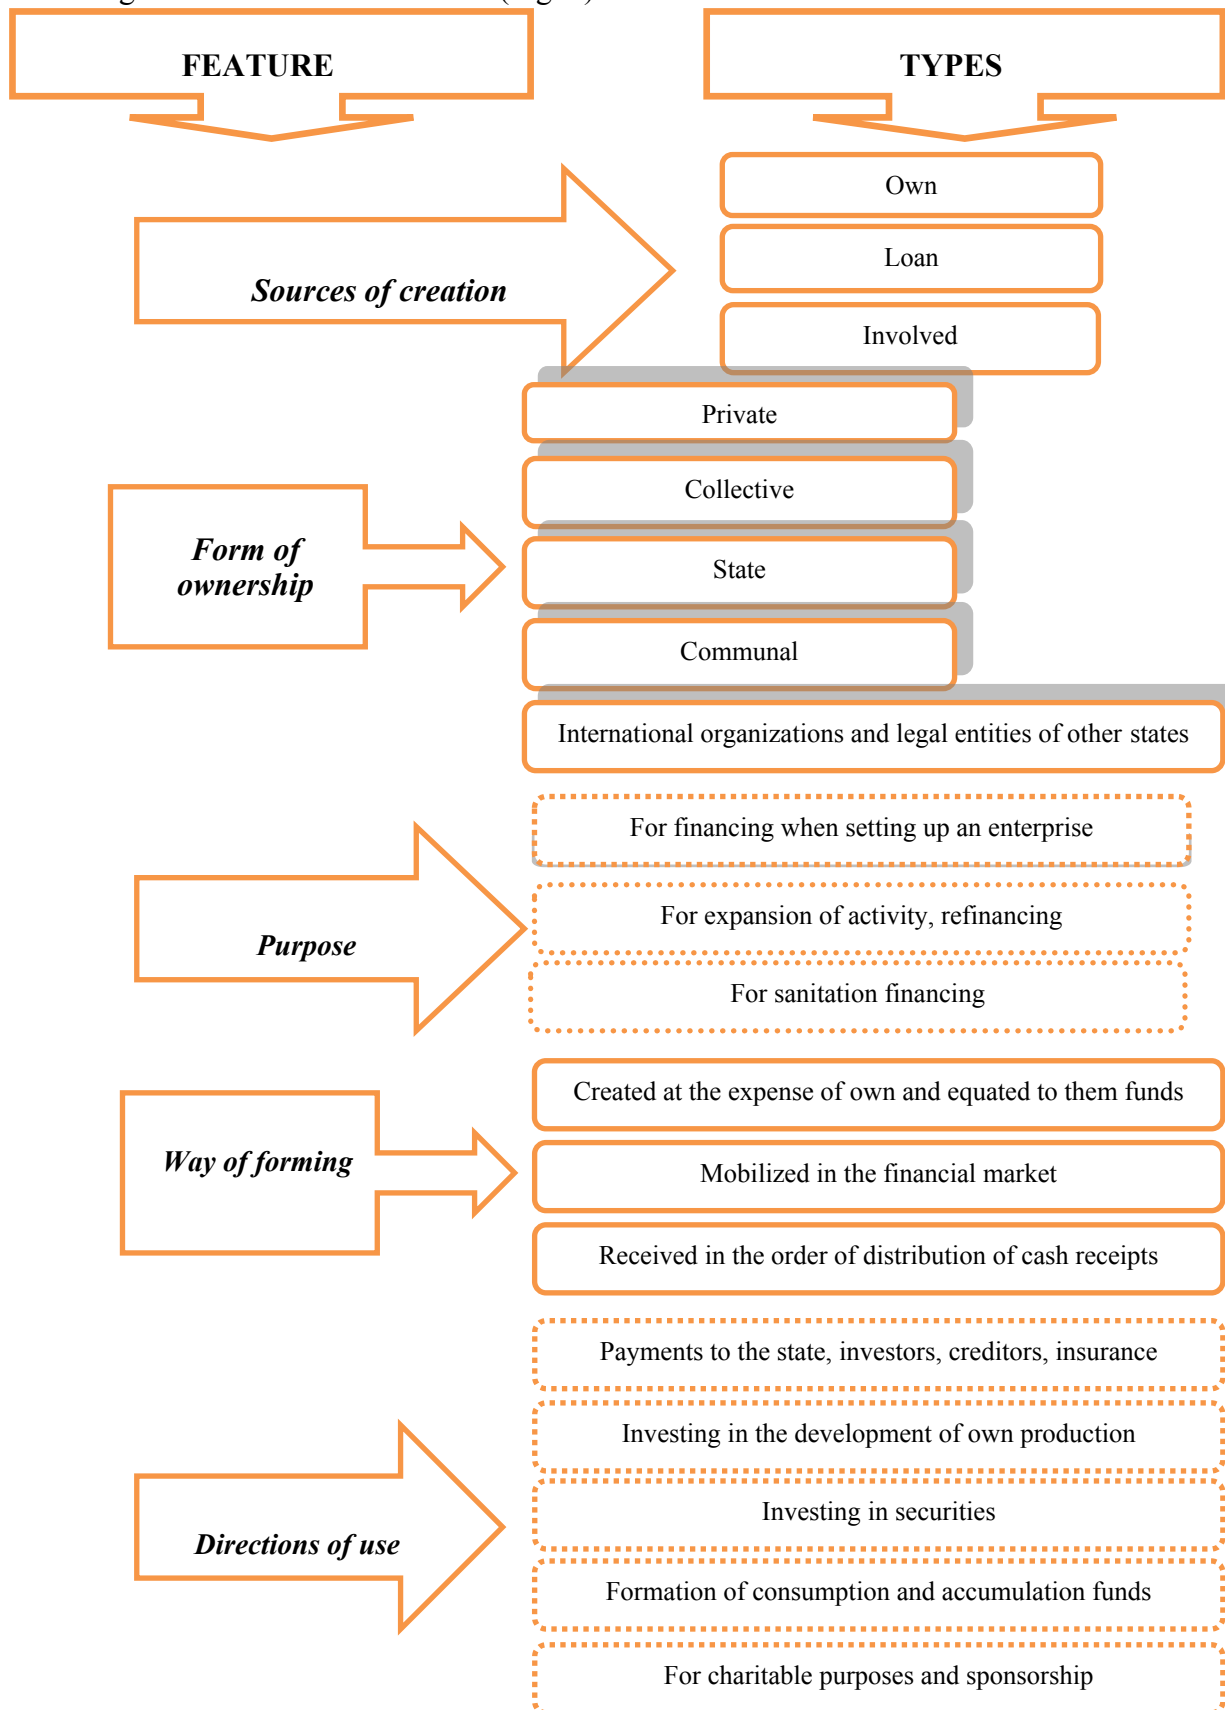 FEATURE
TYPES
Sources of creation
Own
Loan
Involved
Form of
ownership
Private
Collective
State
Communal
International organizations and legal entities of other states
Purpose
For financing when setting up an enterprise
For expansion of activity, refinancing
For sanitation financing
Way of forming
Created at the expense of own and equated to them funds
Mobilized in the financial market
Received in the order of distribution of cash receipts
Directions of use
Payments to the state, investors, creditors, insurance
Investing in the development of own production
Investing in securities
Formation of consumption and accumulation funds
For charitable purposes and sponsorship